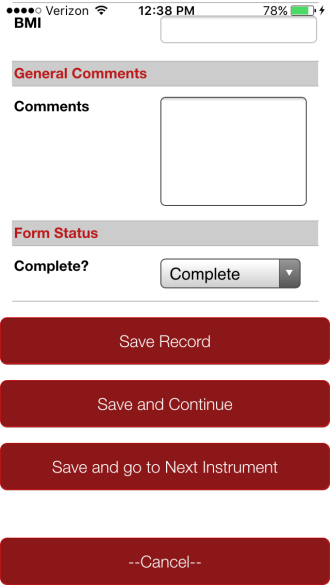 Verizon 12:38 PM 78%
BMI
General Comments
Comments
Form Status
Complete?
Complete
Save Record
Save and Continue
Save and go to Next Instrument
--Cancel--